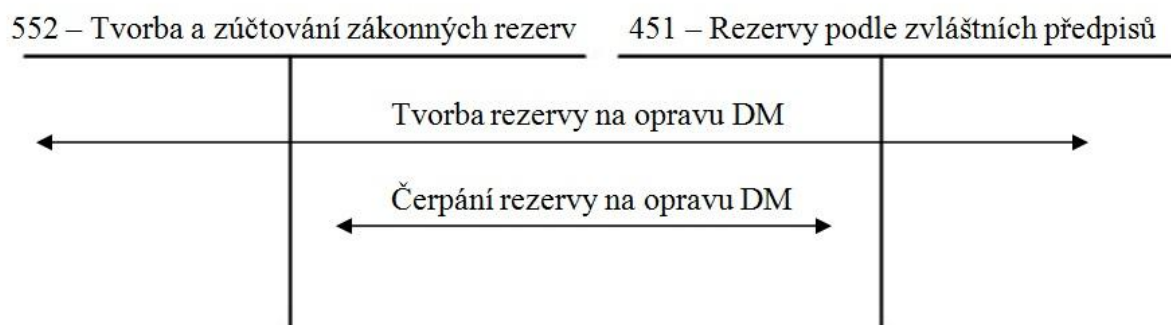 552 – Tvorba a zúčtování zákonných rezerv
451 – Rezervy podle zvláštních předpisů
Tvorba rezervy na opravu DM
Čerpání rezervy na opravu DM